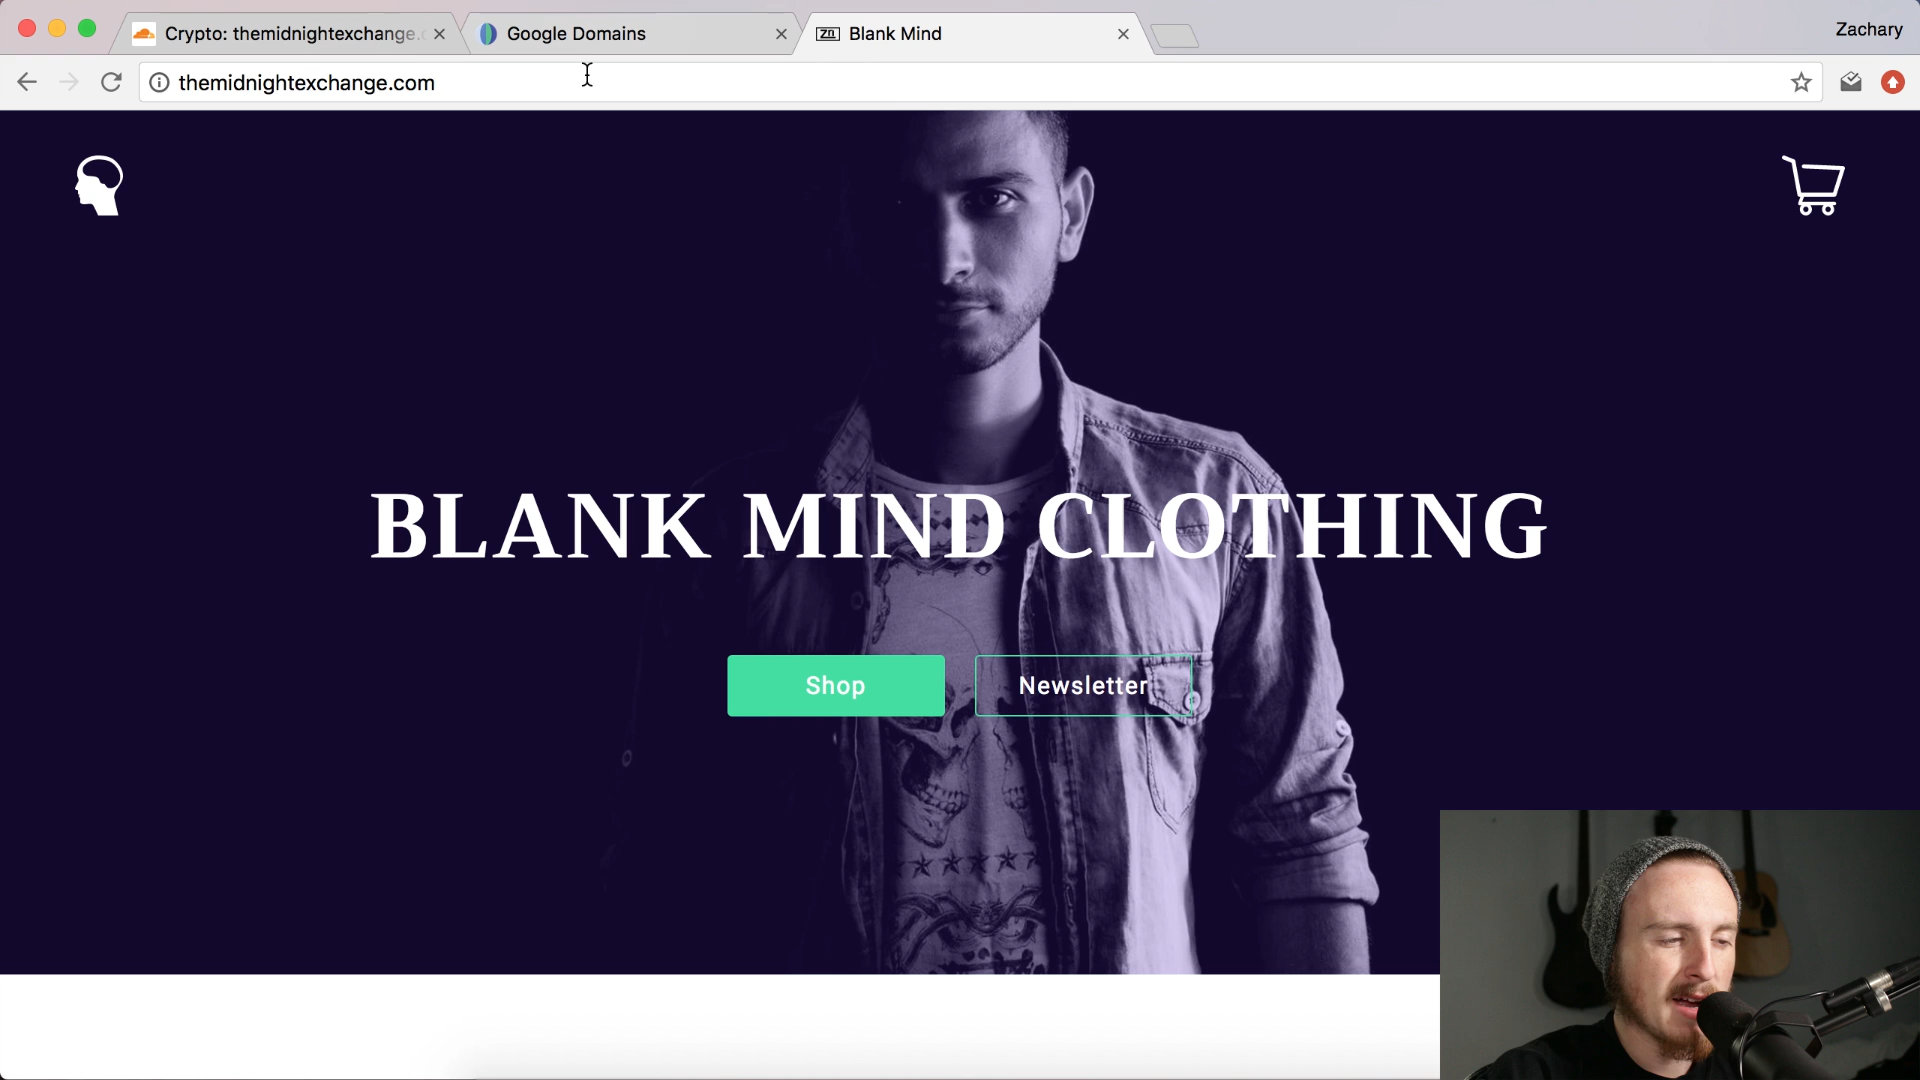 Crypto: themidnightexchange.c
Google Domains
Blank Mind
Zachary
themidnightexchange.com
BLANK MIND CLOTHING
Shop
Newsletter